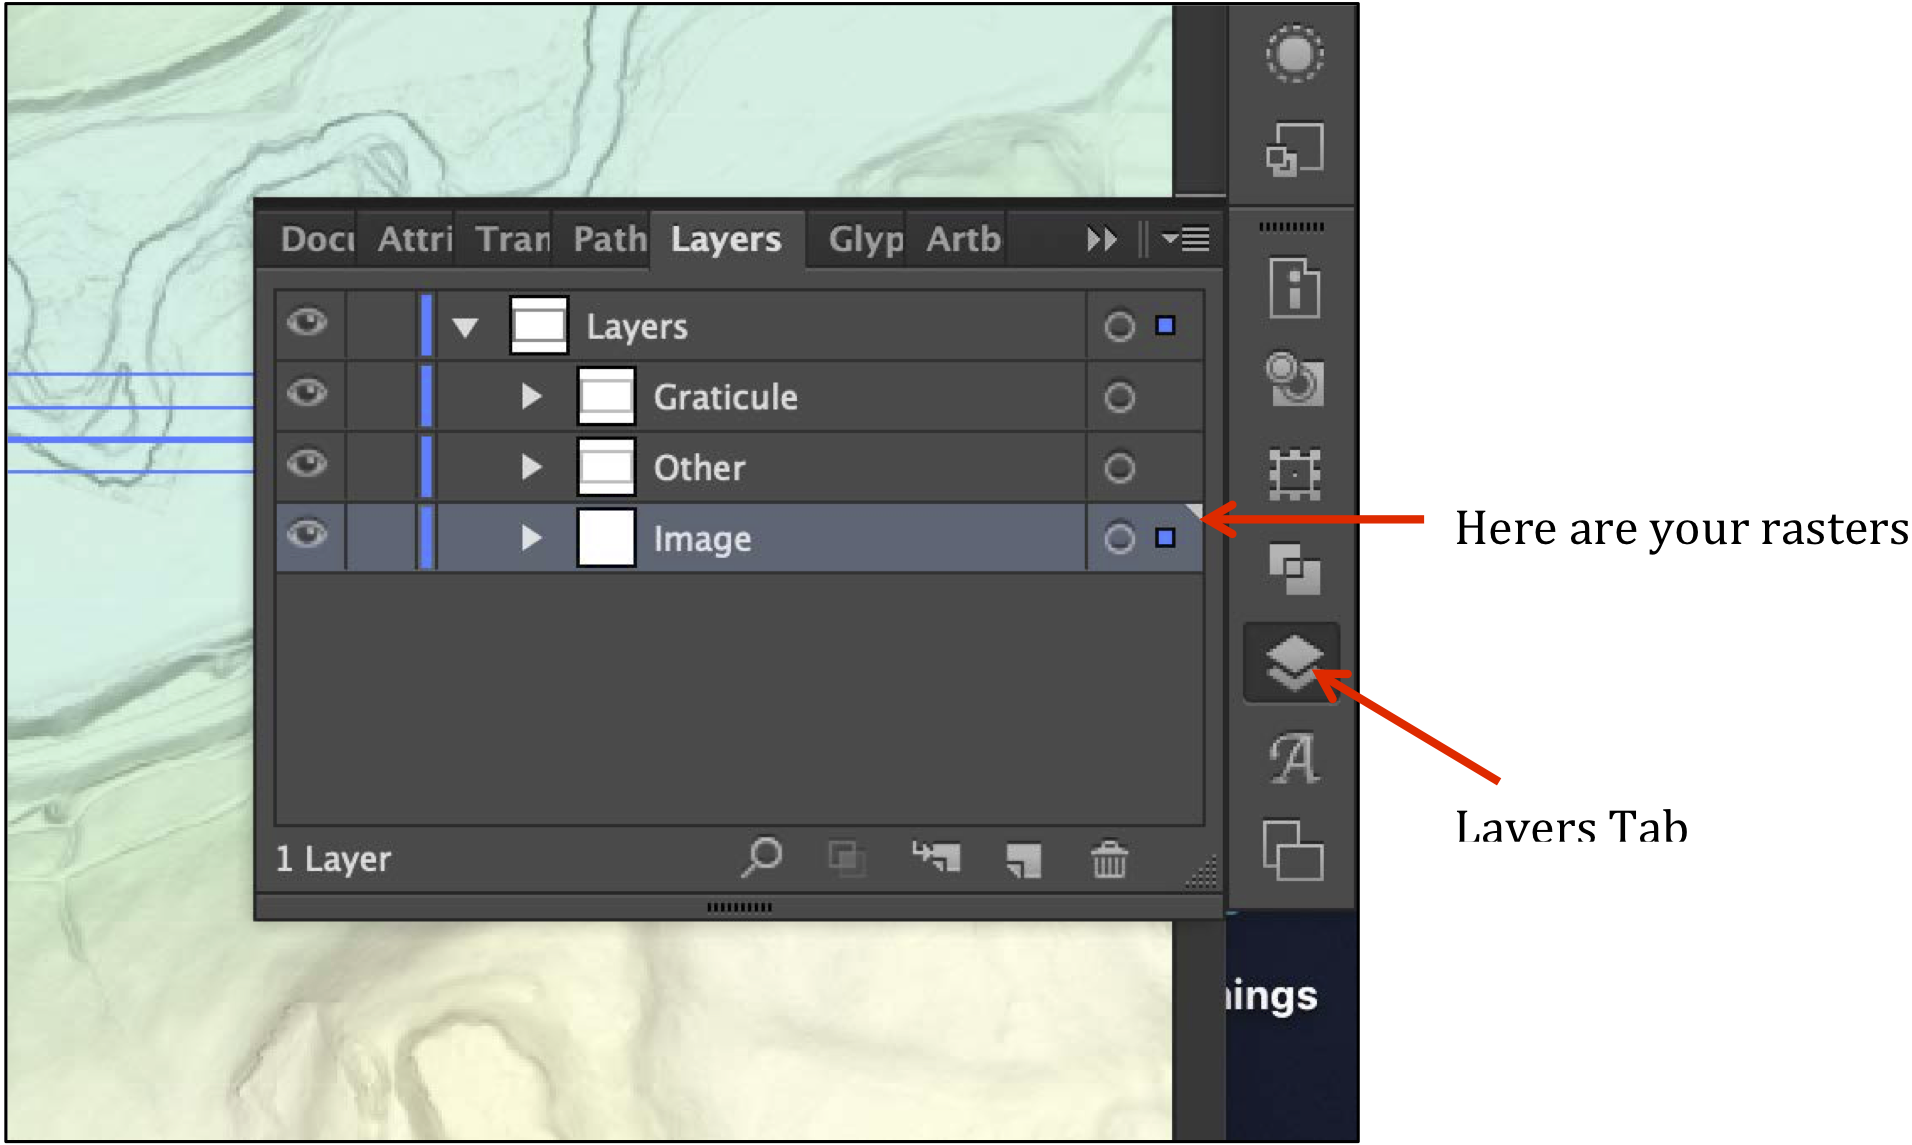 Docu Attri Tran Path Layers Glyp Artb
Layers
Graticule
Other
Image
Here are your rasters
Layers Tab
1 Layer
ings